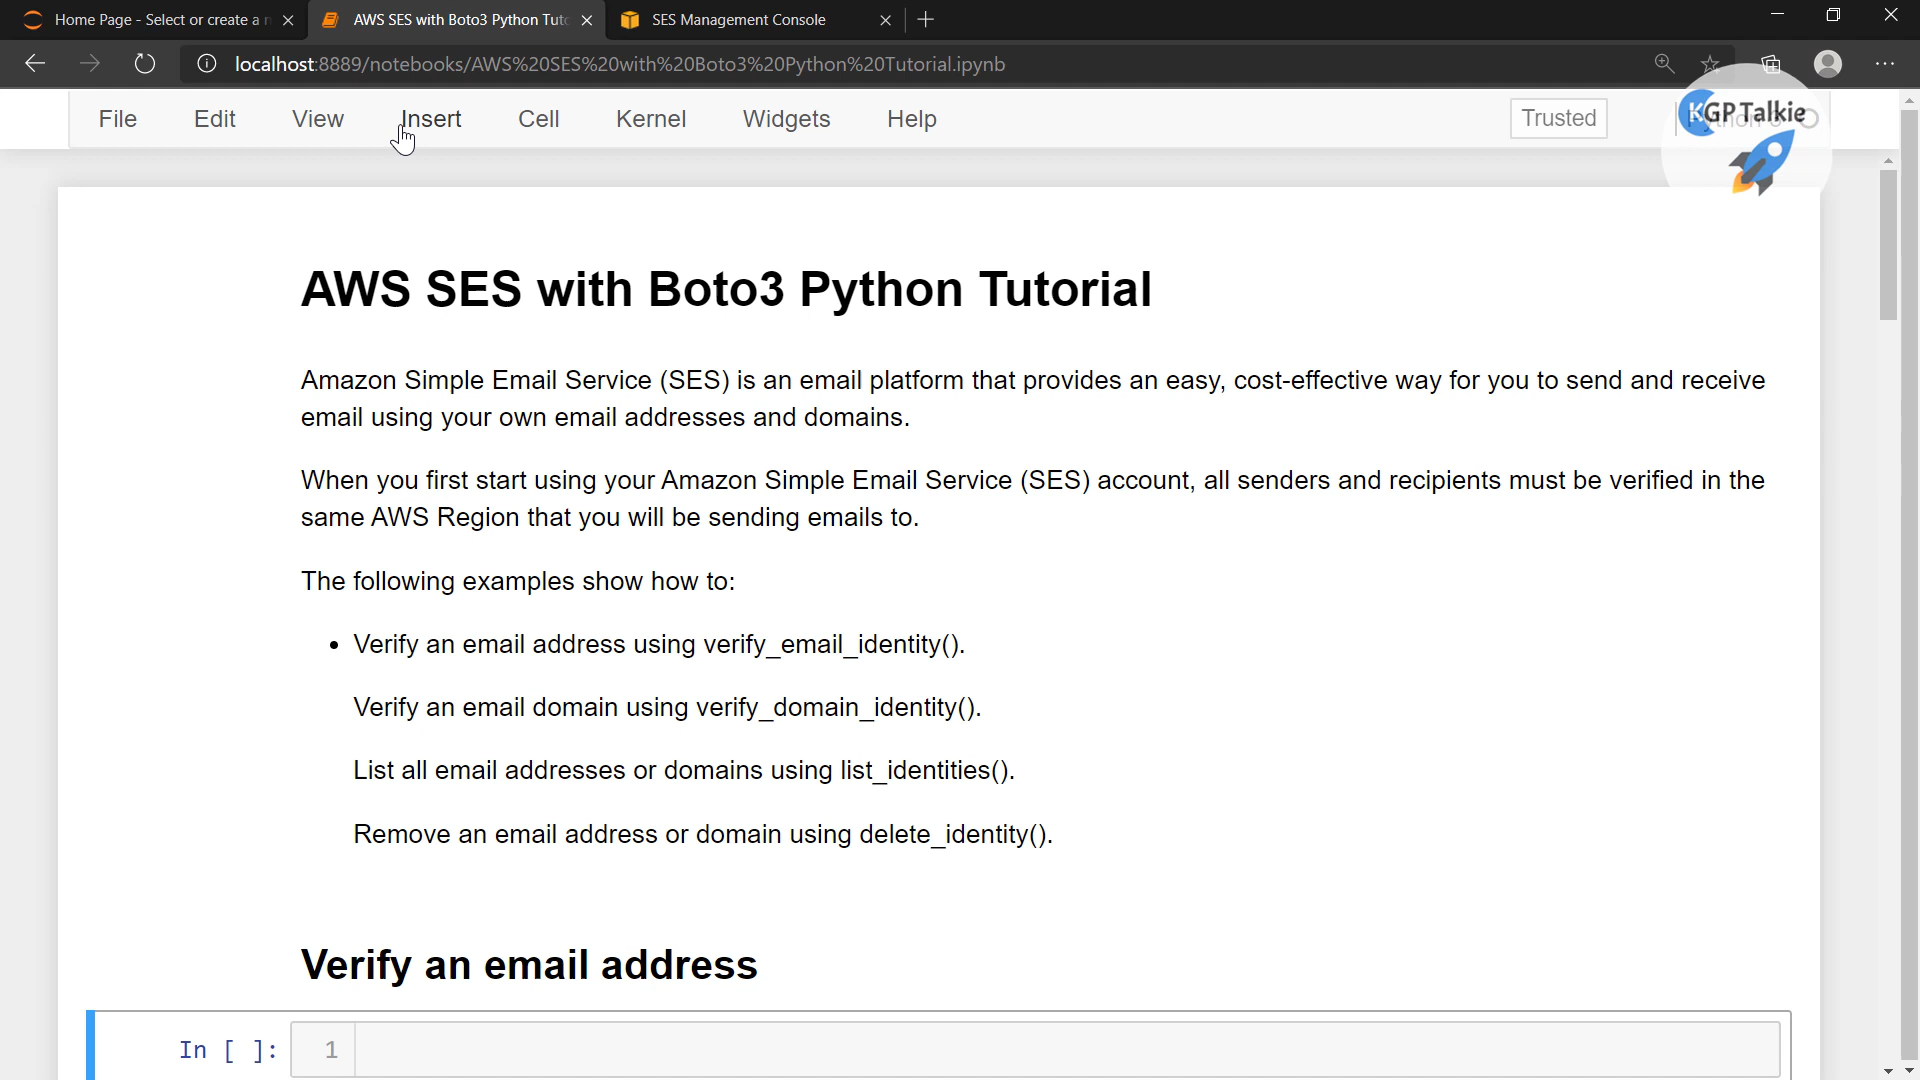 Home Page - Select or create a n
AWS SES with Boto3 Python Tuto
SES Management Console
localhost:8889/notebooks/AWS%20SES%20with%20Boto3%20Python%20Tutorial.ipynb
File Edit View Insert Cell Kernel Widgets Help
Trusted
KGP Talkie
AWS SES with Boto3 Python Tutorial
Amazon Simple Email Service (SES) is an email platform that provides an easy, cost-effective way for you to send and receive
email using your own email addresses and domains.
When you first start using your Amazon Simple Email Service (SES) account, all senders and recipients must be verified in the
same AWS Region that you will be sending emails to.
The following examples show how to:
• Verify an email address using verify_email_identity().
Verify an email domain using verify_domain_identity().
List all email addresses or domains using list_identities().
Remove an email address or domain using delete_identity().
Verify an email address
In [ ]: 1